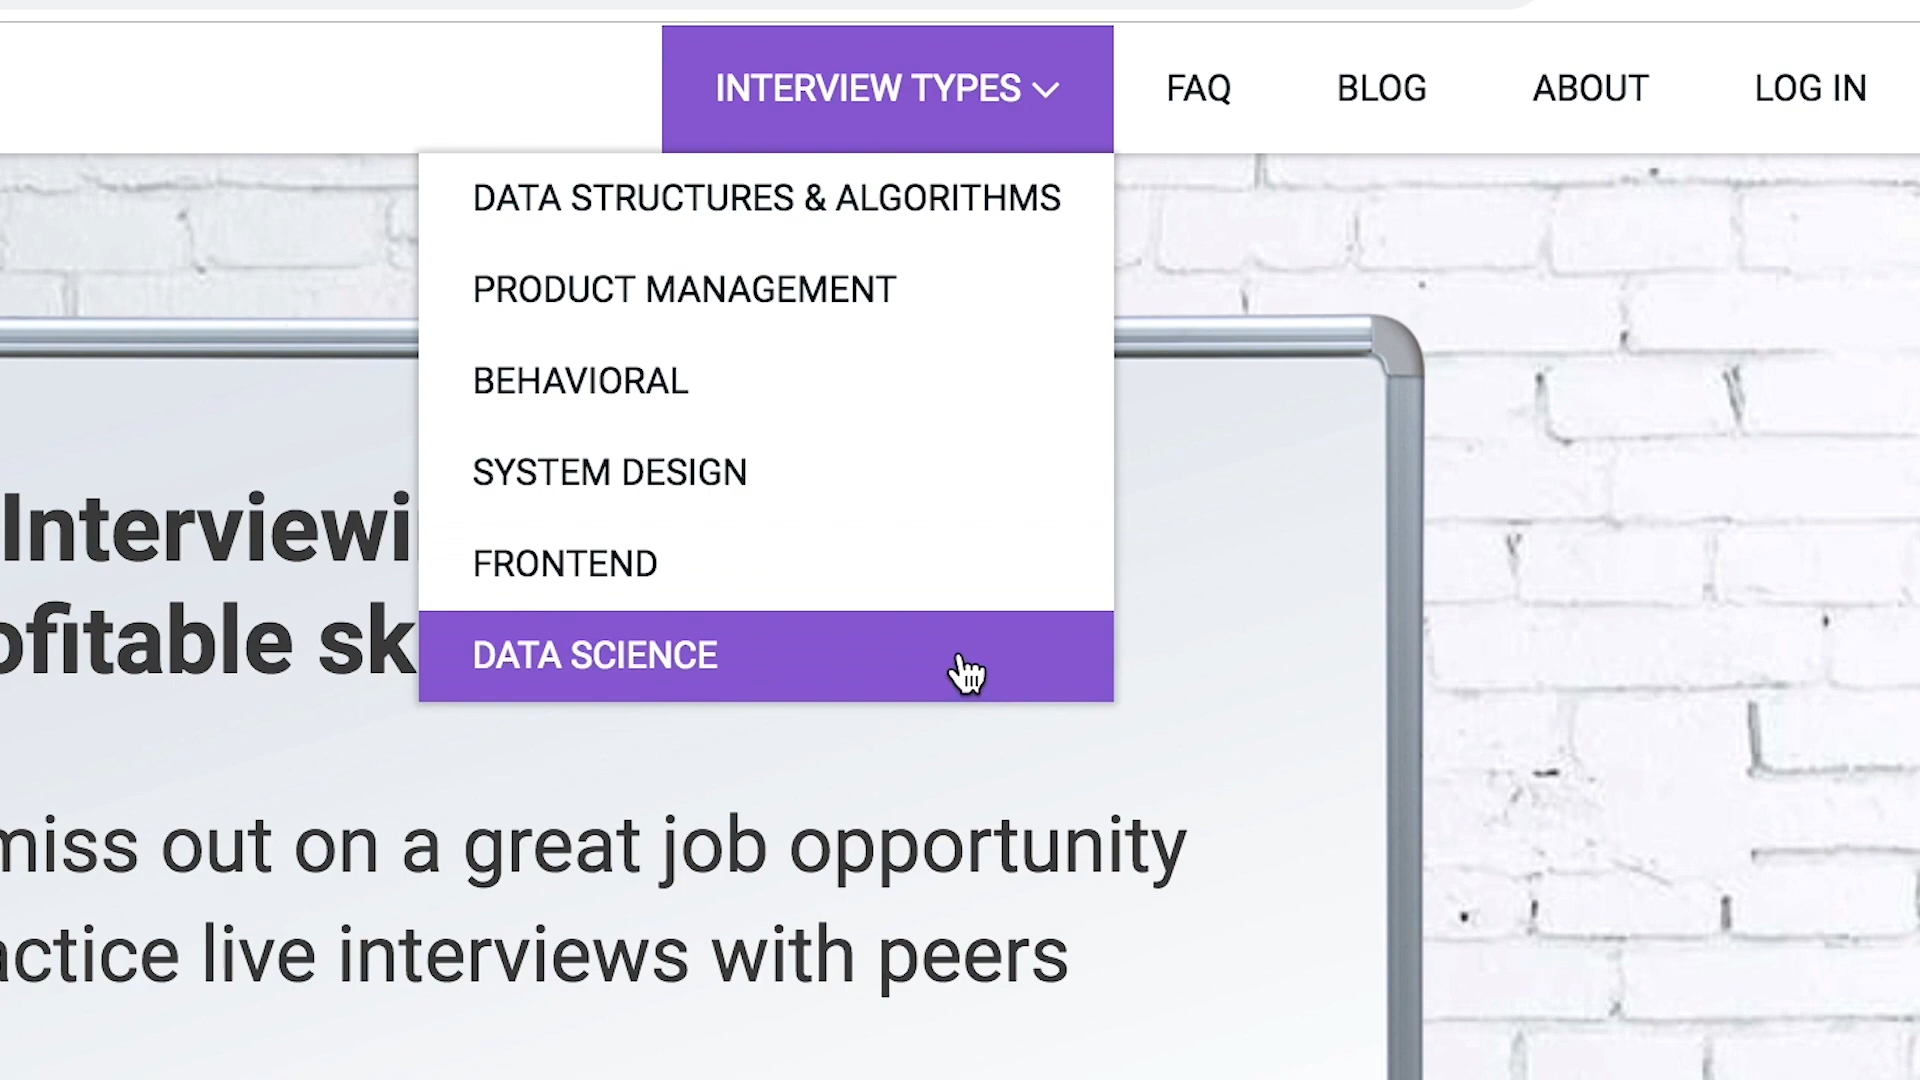 INTERVIEW TYPES FAQ BLOG ABOUT LOG IN
DATA STRUCTURES & ALGORITHMS
PRODUCT MANAGEMENT
BEHAVIORAL
SYSTEM DESIGN
FRONTEND
DATA SCIENCE
Interviewi
ofitable sk
miss out on a great job opportunity
actice live interviews with peers